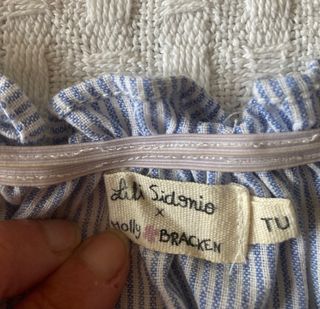 Lili Sidonio
x
Molly BRACKEN
TU